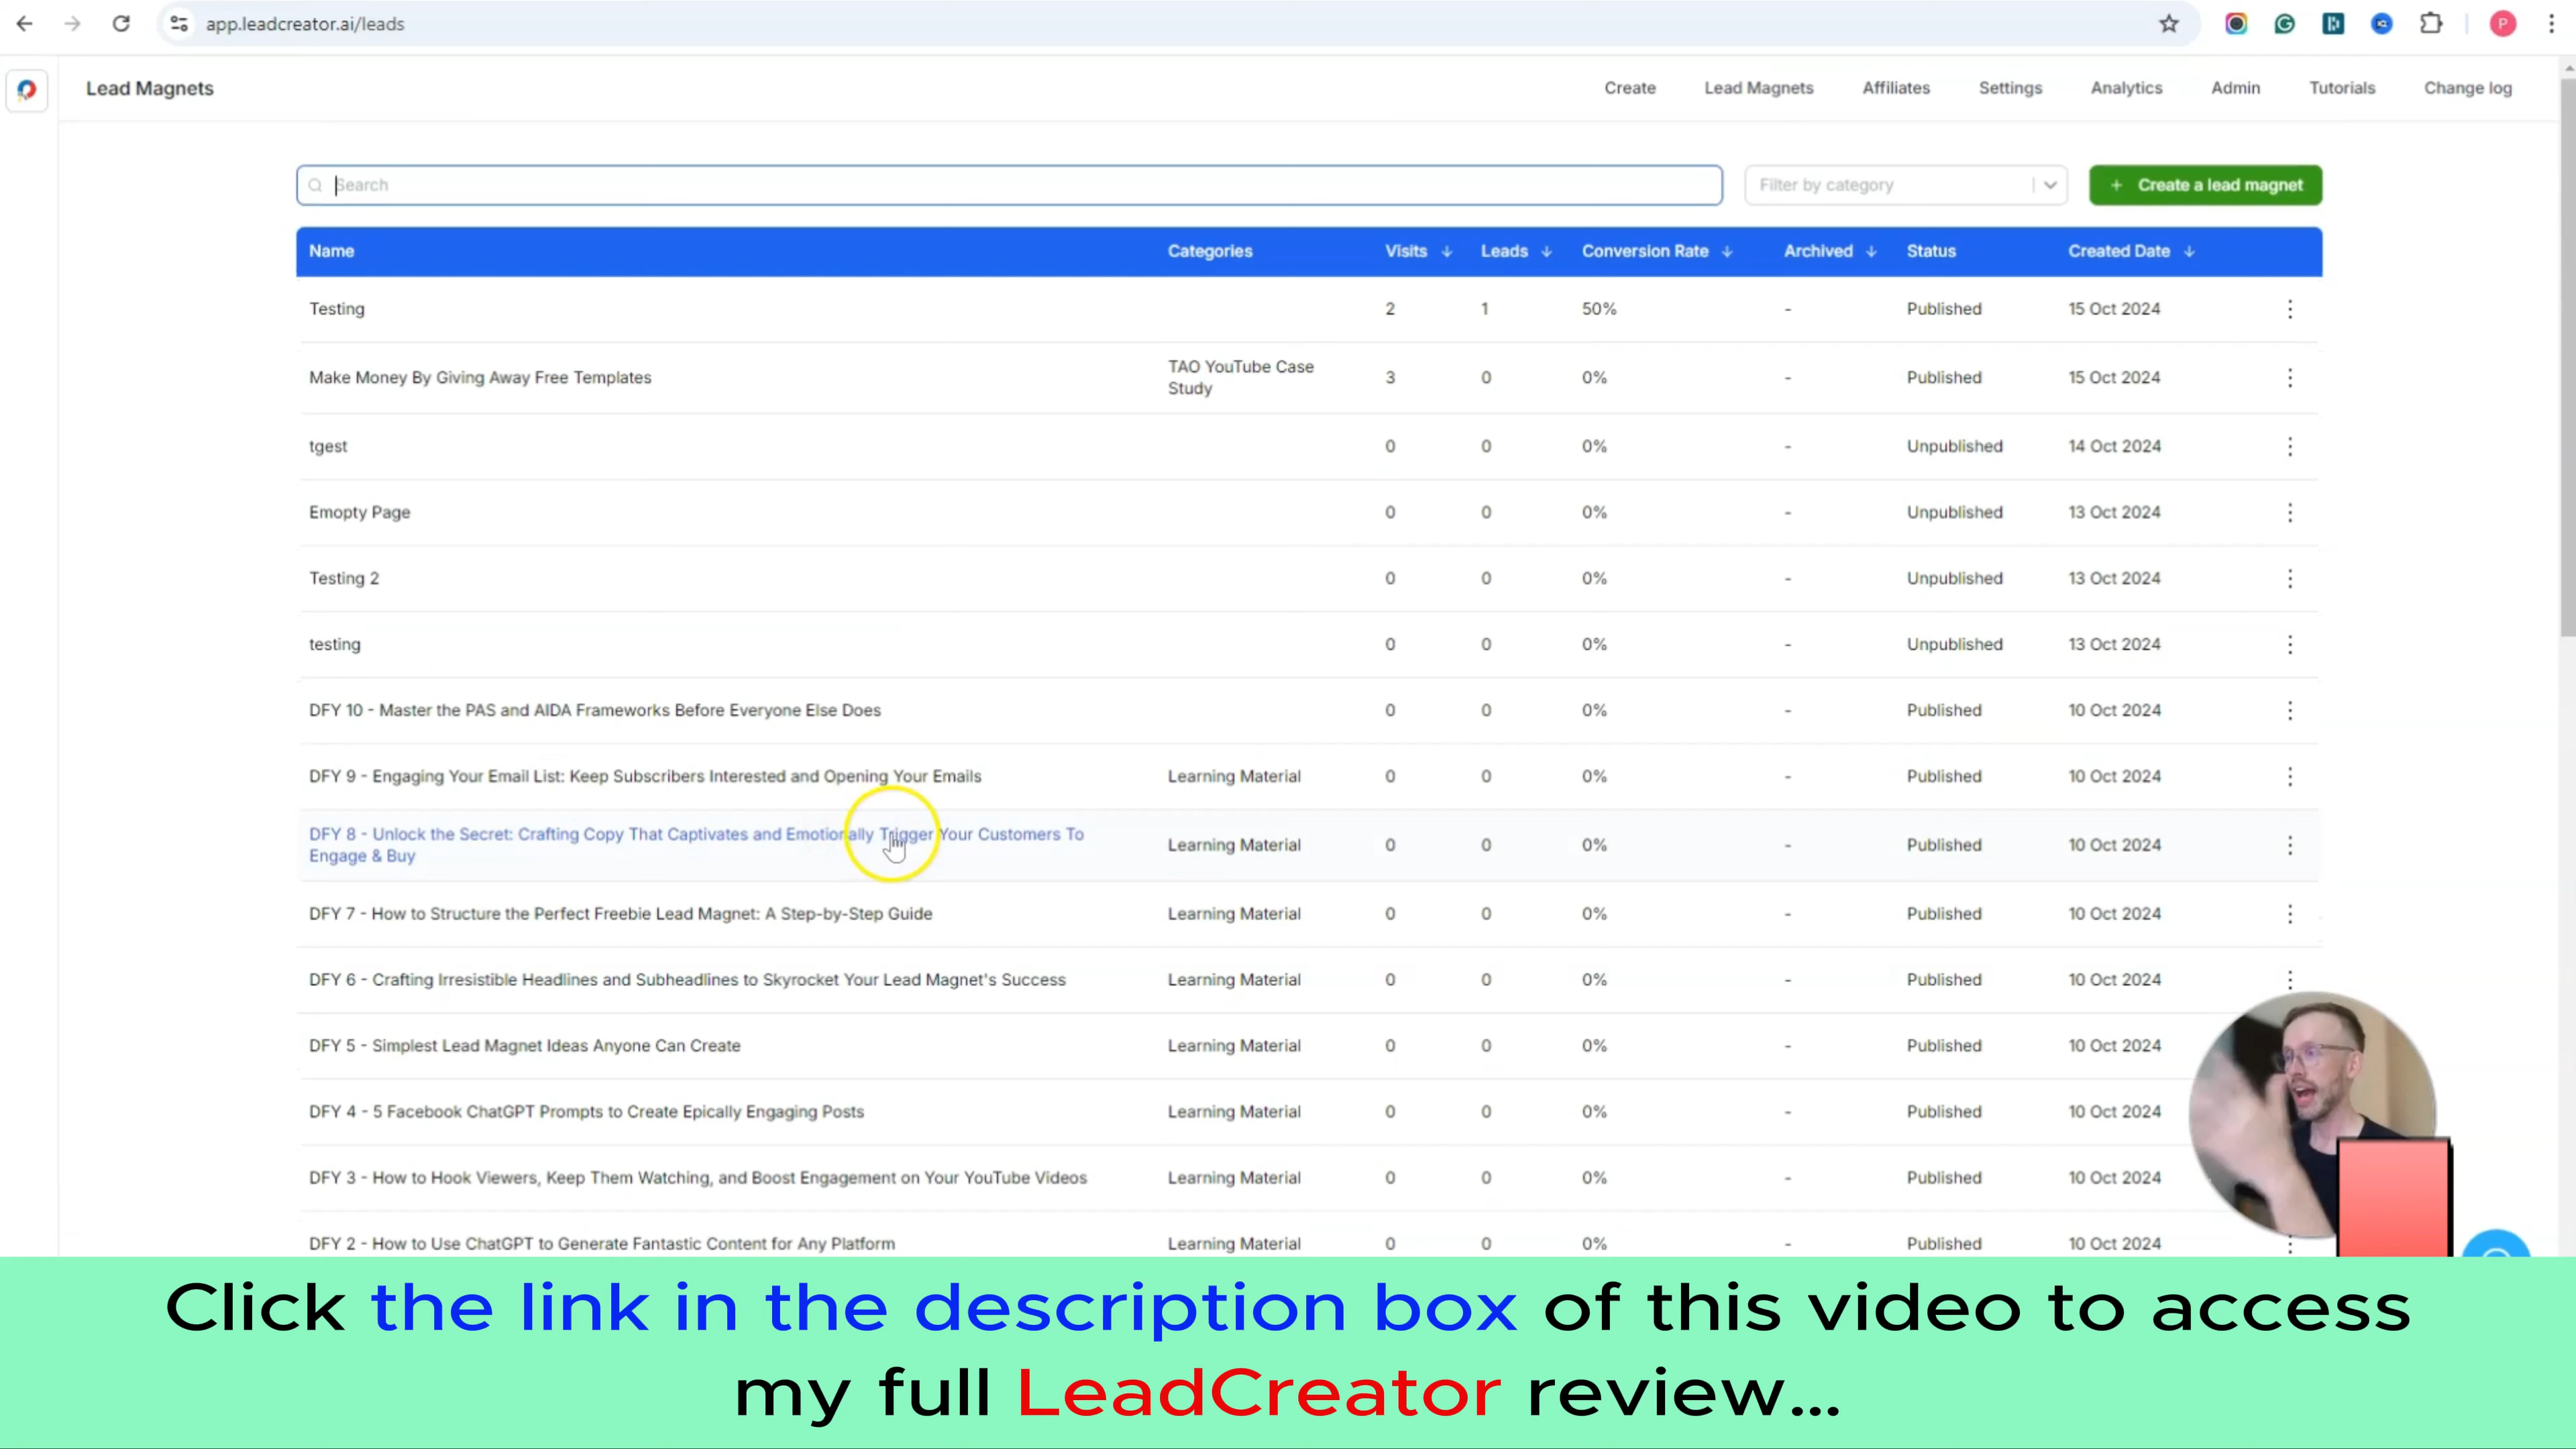 app.leadcreator.ai/leads
P
Lead Magnets
Create Lead Magnets Affiliates Settings Analytics Admin Tutorials Change log
Search
Filter by category
+ Create a lead magnet
Name Categories Visits Leads Conversion Rate Archived Status Created Date
Testing 2 1 50% - Published 15 Oct 2024
Make Money By Giving Away Free Templates TAO YouTube Case 3 0 0% - Published 15 Oct 2024
Study
tgest 0 0 0% - Unpublished 14 Oct 2024
Emopty Page 0 0 0% - Unpublished 13 Oct 2024
Testing 2 0 0 0% - Unpublished 13 Oct 2024
testing 0 0 0% - Unpublished 13 Oct 2024
DFY 10 - Master the PAS and AIDA Frameworks Before Everyone Else Does 0 0 0% - Published 10 Oct 2024
DFY 9 - Engaging Your Email List: Keep Subscribers Interested and Opening Your Emails Learning Material 0 0 0% - Published 10 Oct 2024
DFY 8 - Unlock the Secret: Crafting Copy That Captivates and Emotionally Trigger Your Customers To
Engage & Buy Learning Material 0 0 0% - Published 10 Oct 2024
DFY 7 - How to Structure the Perfect Freebie Lead Magnet: A Step-by-Step Guide Learning Material 0 0 0% - Published 10 Oct 2024
DFY 6 - Crafting Irresistible Headlines and Subheadlines to Skyrocket Your Lead Magnet's Success Learning Material 0 0 0% - Published 10 Oct 2024
DFY 5 - Simplest Lead Magnet Ideas Anyone Can Create Learning Material 0 0 0% - Published 10 Oct 2024
DFY 4 - 5 Facebook ChatGPT Prompts to Create Epically Engaging Posts Learning Material 0 0 0% - Published 10 Oct 2024
DFY 3 - How to Hook Viewers, Keep Them Watching, and Boost Engagement on Your YouTube Videos Learning Material 0 0 0% - Published 10 Oct 2024
DFY 2 - How to Use ChatGPT to Generate Fantastic Content for Any Platform Learning Material 0 0 0% - Published 10 Oct 2024
Click the link in the description box of this video to access
my full LeadCreator review...